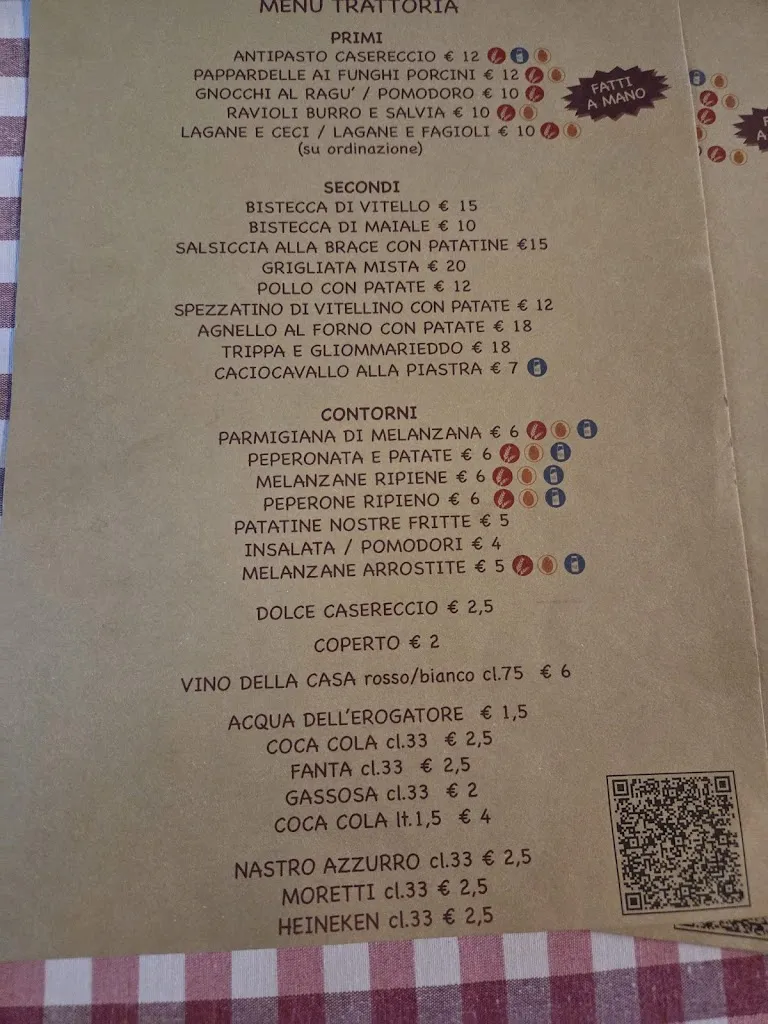 MENÙ TRATTORIA
PRIMI
ANTIPASTO CASERECCIO € 12
PAPPARDELLE AI FUNGHI PORCINI € 12
GNOCCHI AL RAGU' / POMODORO € 10
RAVIOLI BURRO E SALVIA € 10
LAGANE E CECI / LAGANE E FAGIOLI € 10
(su ordinazione)
FATTI
A MANO
SECONDI
BISTECCA DI VITELLO € 15
BISTECCA DI MAIALE € 10
SALSICCIA ALLA BRACE CON PATATINE €15
GRIGLIATA MISTA € 20
POLLO CON PATATE € 12
SPEZZATINO DI VITELLINO CON PATATE € 12
AGNELLO AL FORNO CON PATATE € 18
TRIPPA E GLIOMMARIEDDO € 18
CACIOCAVALLO ALLA PIASTRA € 7
CONTORNI
PARMIGIANA DI MELANZANA € 6
PEPERONATA E PATATE € 6
MELANZANE RIPIENE € 6
PEPERONE RIPIENO € 6
PATATINE NOSTRE FRITTE € 5
INSALATA / POMODORI € 4
MELANZANE ARROSTITE € 5
DOLCE CASERECCIO € 2,5
COPERTO € 2
VINO DELLA CASA rosso/bianco cl.75 € 6
ACQUA DELL'EROGATORE € 1,5
COCA COLA cl.33 € 2,5
FANTA cl.33 € 2,5
GASSOSA cl.33 € 2
COCA COLA lt.1,5 € 4
NASTRO AZZURRO cl.33 € 2,5
MORETTI cl.33 € 2,5
HEINEKEN cl.33 € 2,5